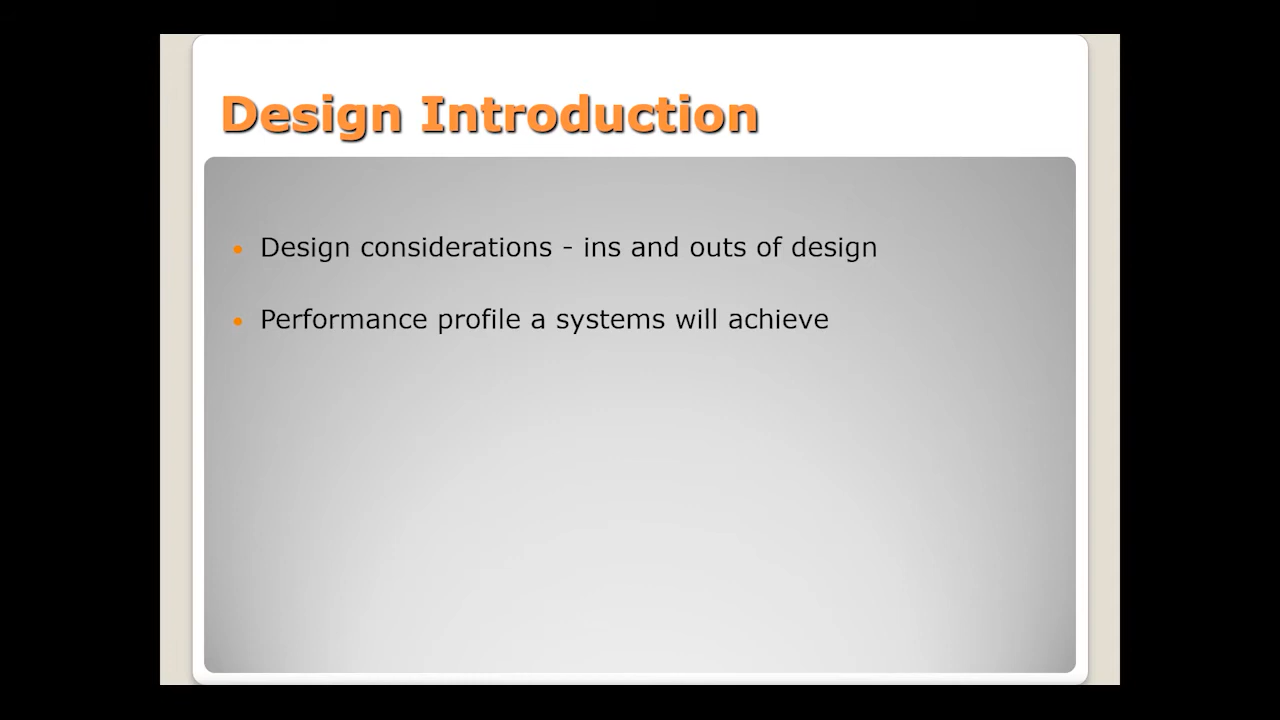 Design Introduction
Design considerations - ins and outs of design
Performance profile a systems will achieve